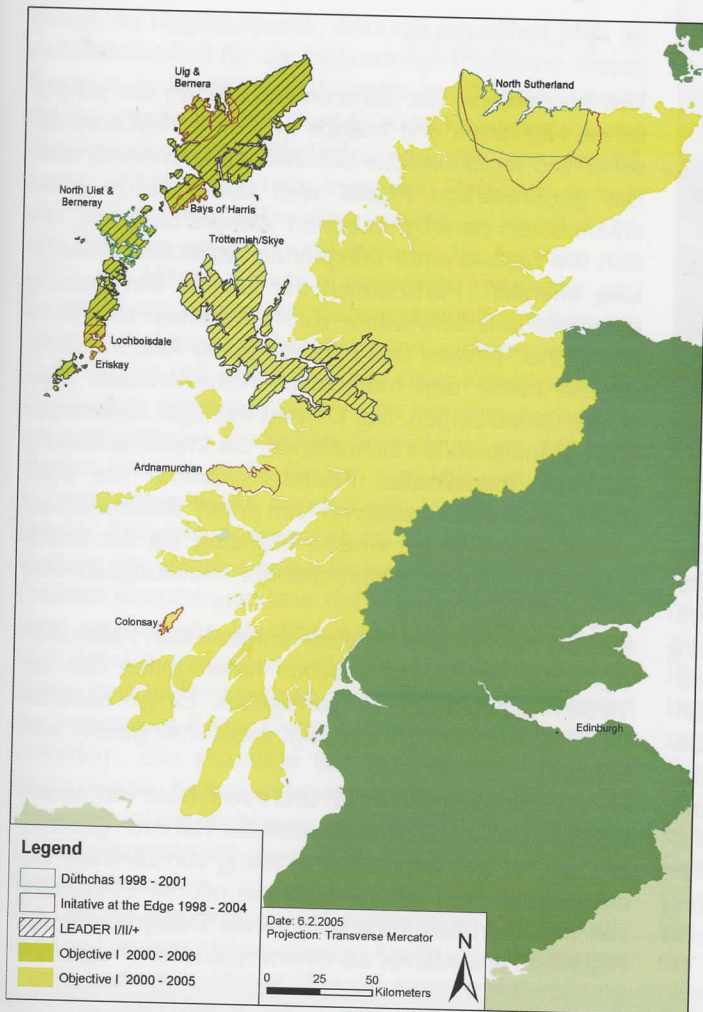 Uig &
Bernera
North Sutherland
North Uist &
Berneray
Bays of Harris
Trotternish/Skye
Lochboisdale
Eriskay
Ardnamurchan
Colonsay
Edinburgh
Legend
Dùthchas 1998 - 2001
Initative at the Edge 1998 - 2004
LEADER I/II/+
Objective I 2000 - 2006
Objective I 2000 - 2005
Date: 6.2.2005
Projection: Transverse Mercator
N
0 25 50
Kilometers